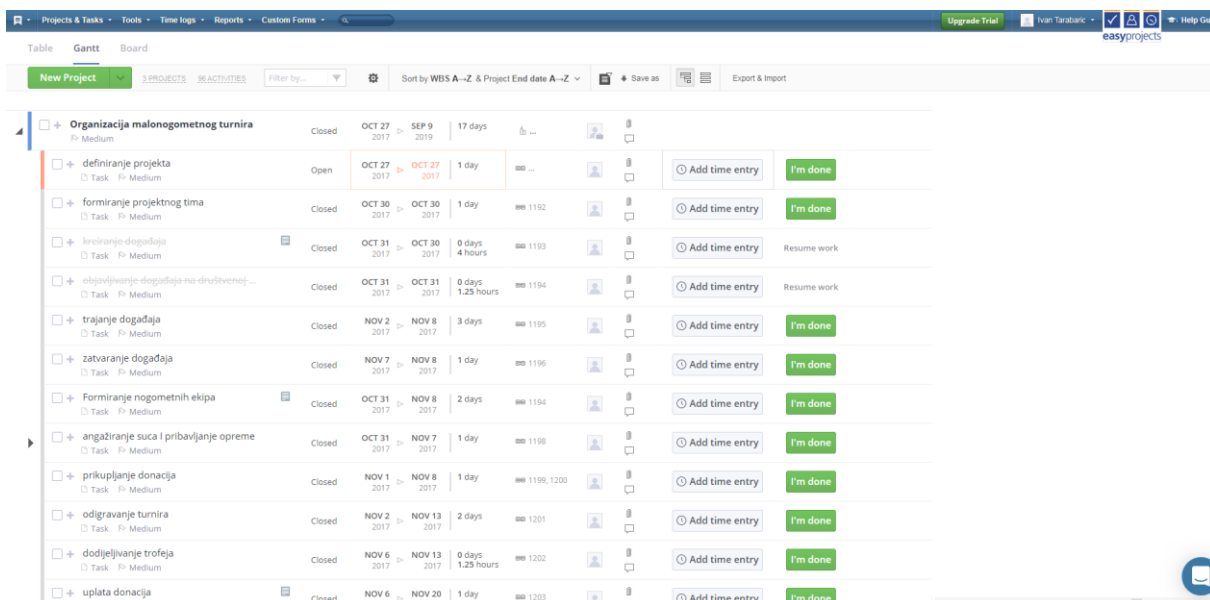 Projects & Tasks Tools Time logs Reports Custom Forms Upgrade Trial Ivan Tarabaric Help Gu
easyprojects
Table Gantt Board
New Project 3 PROJECTS 96 ACTIVITIES Filter by... Sort by WBS A→Z & Project End date A→Z Save as Export & Import
Organizacija malonogometnog turnira Closed OCT 27 SEP 9 17 days ...
Medium 2017 2019
definiranje projekta Open OCT 27 OCT 27 1 day ... Add time entry I'm done
Task Medium 2017 2017
formiranje projektnog tima Closed OCT 30 OCT 30 1 day 1192 Add time entry I'm done
Task Medium 2017 2017
kreiranje događaja Closed OCT 31 OCT 30 0 days 1193 Add time entry Resume work
Task Medium 2017 2017 4 hours
objavljivanje događaja na društvenoj ... Closed OCT 31 OCT 31 0 days 1194 Add time entry Resume work
Task Medium 2017 2017 1.25 hours
trajanje događaja Closed NOV 2 NOV 8 3 days 1195 Add time entry I'm done
Task Medium 2017 2017
zatvaranje događaja Closed NOV 7 NOV 8 1 day 1196 Add time entry I'm done
Task Medium 2017 2017
Formiranje nogometnih ekipa Closed OCT 31 NOV 8 2 days 1194 Add time entry I'm done
Task Medium 2017 2017
angažiranje suca I pribavljanje opreme Closed OCT 31 NOV 7 1 day 1198 Add time entry I'm done
Task Medium 2017 2017
prikupljanje donacija Closed NOV 1 NOV 8 1 day 1199, 1200 Add time entry I'm done
Task Medium 2017 2017
odigravanje turnira Closed NOV 2 NOV 13 2 days 1201 Add time entry I'm done
Task Medium 2017 2017
dodijeljivanje trofeja Closed NOV 6 NOV 13 0 days 1202 Add time entry I'm done
Task Medium 2017 2017 1.25 hours
uplata donacija Closed NOV 6 NOV 20 1 day 1203 Add time entry I'm done